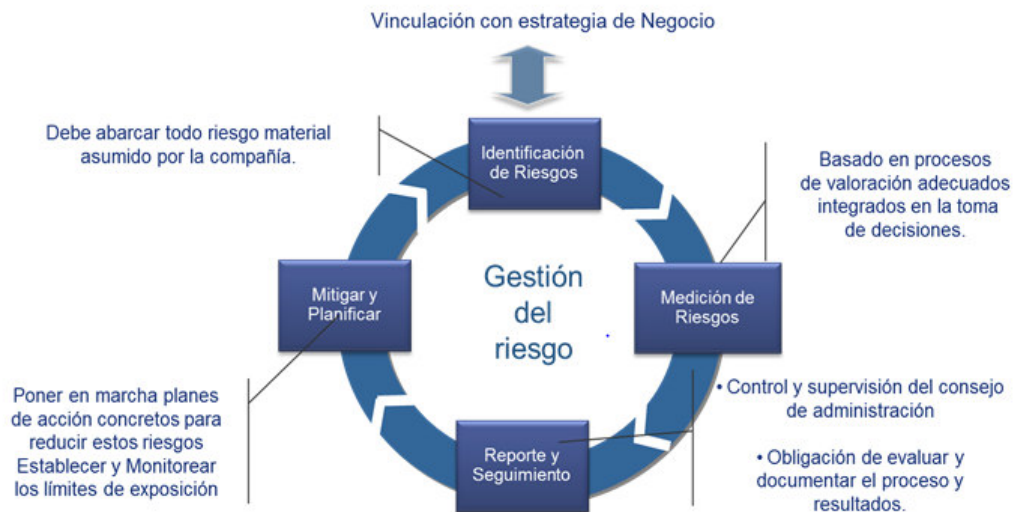 Vinculación con estrategia de Negocio
Debe abarcar todo riesgo material
asumido por la compañía.
Identificación
de Riesgos
Basado en procesos
de valoración adecuados
integrados en la toma
de decisiones.
Gestión
del
riesgo
Mitigar y
Planificar
Medición de
Riesgos
Poner en marcha planes
de acción concretos para
reducir estos riesgos
Establecer y Monitorear
los límites de exposición
Reporte y
Seguimiento
• Control y supervisión del consejo
de administración
• Obligación de evaluar y
documentar el proceso y
resultados.